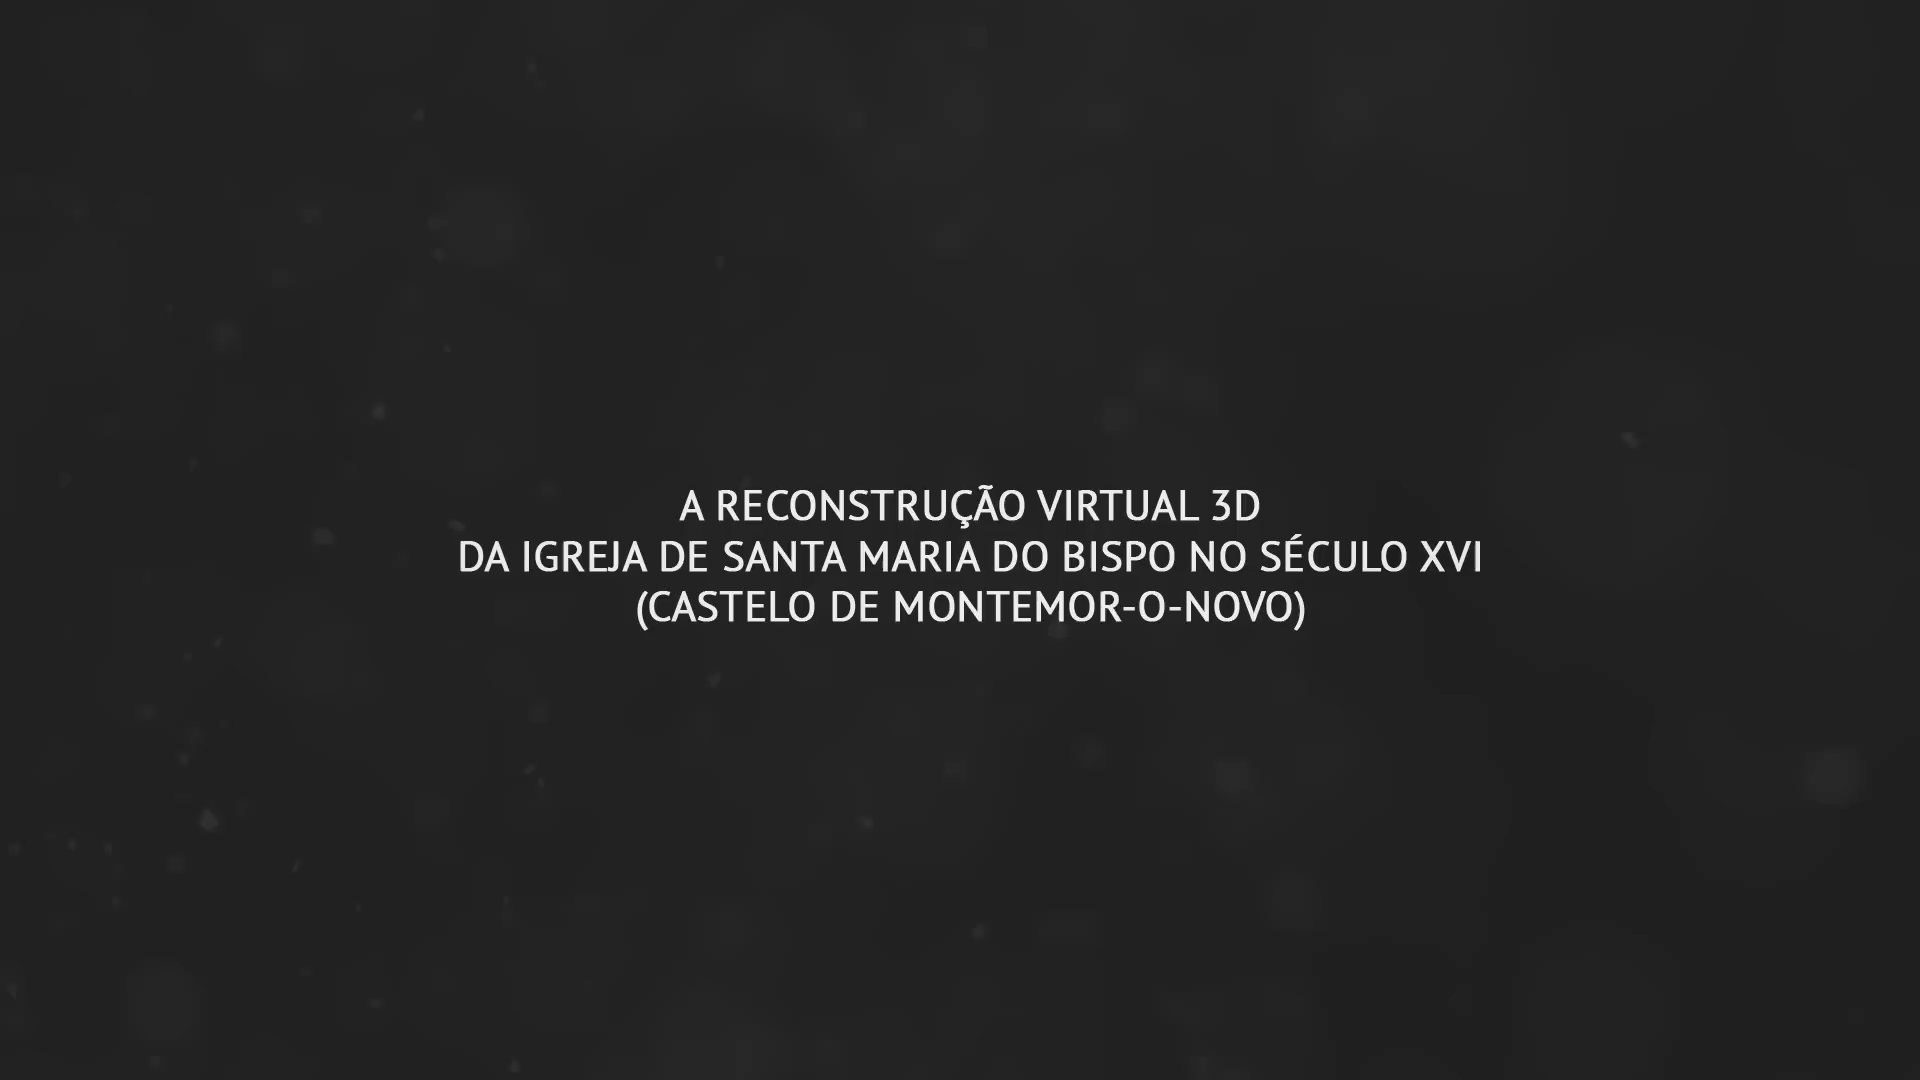 A RECONSTRUÇÃO VIRTUAL 3D
DA IGREJA DE SANTA MARIA DO BISPO NO SÉCULO XVI
(CASTELO DE MONTEMOR-O-NOVO)